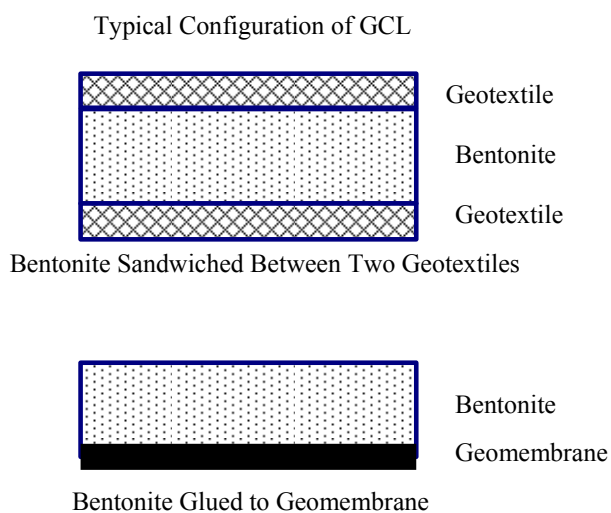 Typical Configuration of GCL
Geotextile
Bentonite
Geotextile
Bentonite Sandwiched Between Two Geotextiles
Bentonite
Geomembrane
Bentonite Glued to Geomembrane